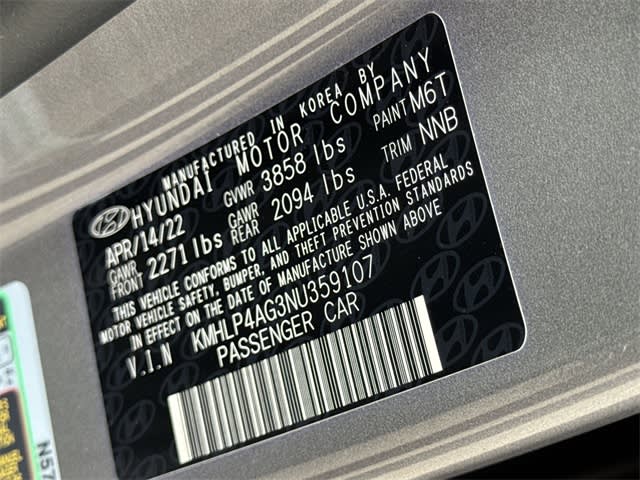 MANUFACTURED IN KOREA BY
HYUNDAI MOTOR COMPANY
APR/14/22 GVWR 3858 lbs PAINT M6T
GAWR FRONT 2271 lbs GAWR REAR 2094 lbs TRIM NNB
THIS VEHICLE CONFORMS TO ALL APPLICABLE U.S.A. FEDERAL
MOTOR VEHICLE SAFETY, BUMPER, AND THEFT PREVENTION STANDARDS
IN EFFECT ON THE DATE OF MANUFACTURE SHOWN ABOVE
V.I.N KMHLP4AG3NU359107
PASSENGER CAR
N57